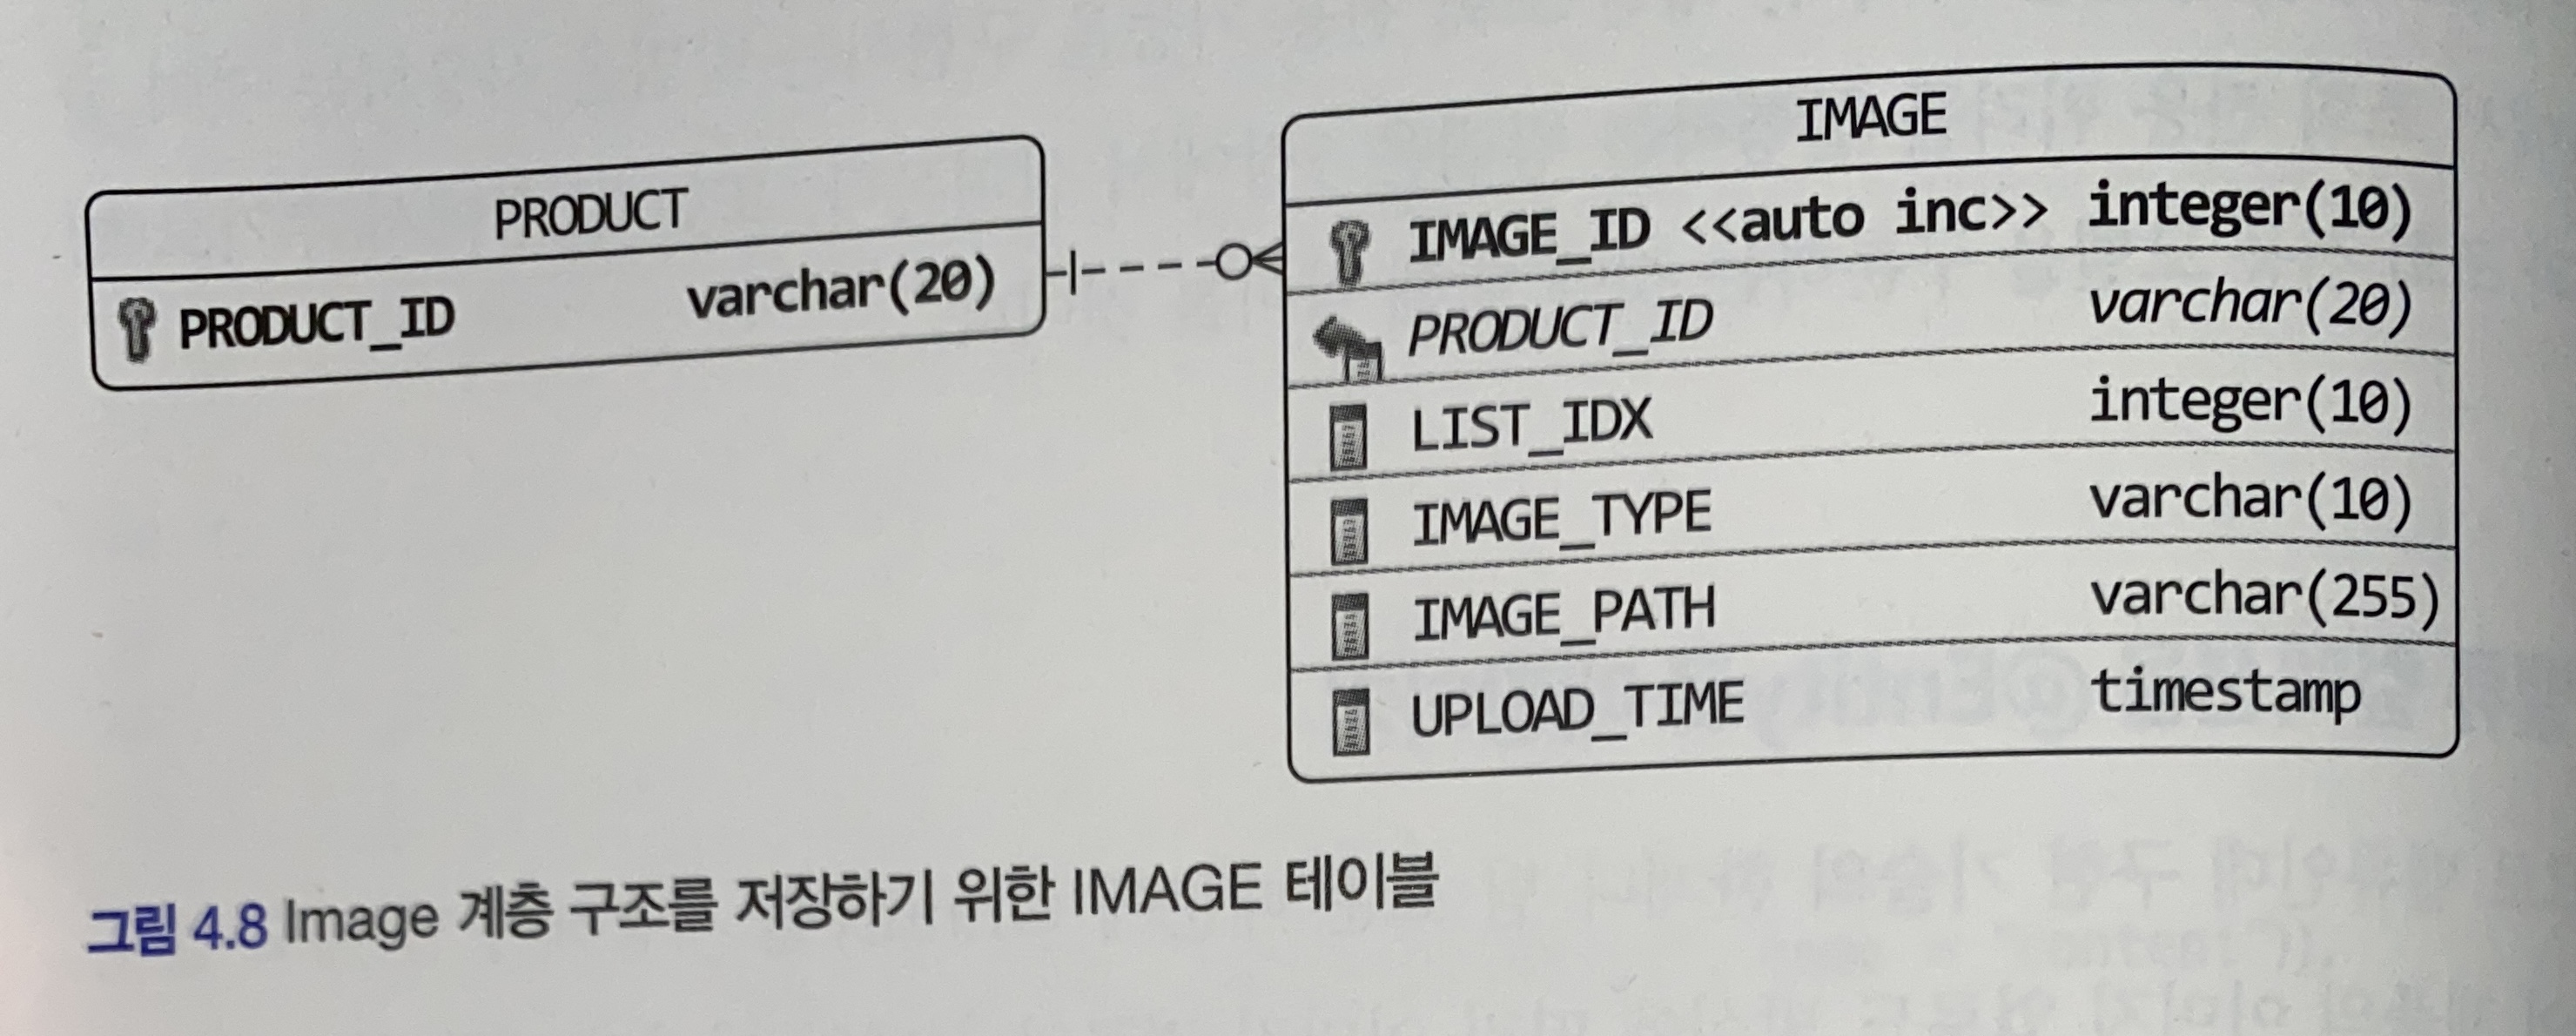 PRODUCT
PRODUCT_ID varchar(20)
IMAGE
IMAGE_ID <<auto inc>> integer(10)
PRODUCT_ID varchar(20)
LIST_IDX integer(10)
IMAGE_TYPE varchar(10)
IMAGE_PATH varchar(255)
UPLOAD_TIME timestamp
그림 4.8 Image 계층 구조를 저장하기 위한 IMAGE 테이블